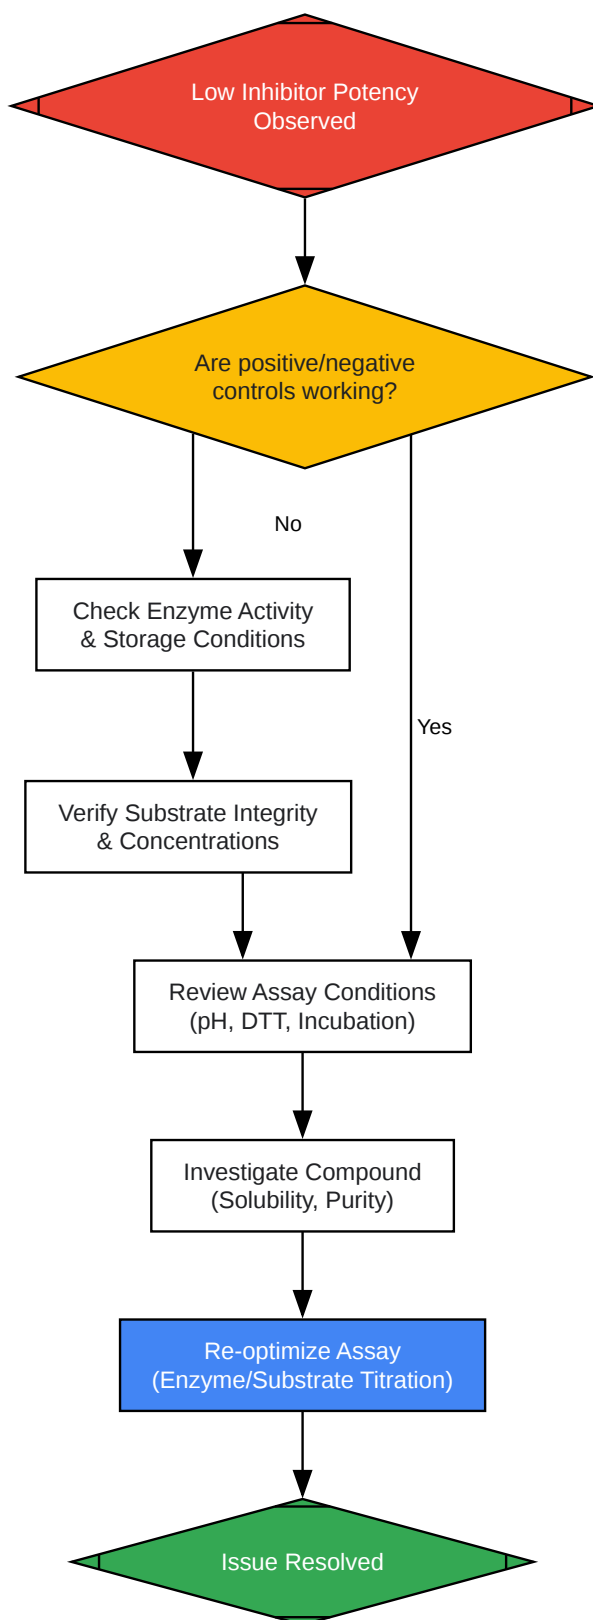 Low Inhibitor Potency
Observed
Are positive/negative
controls working?
No
Check Enzyme Activity
& Storage Conditions
Yes
Verify Substrate Integrity
& Concentrations
Review Assay Conditions
(pH, DTT, Incubation)
Investigate Compound
(Solubility, Purity)
Re-optimize Assay
(Enzyme/Substrate Titration)
Issue Resolved